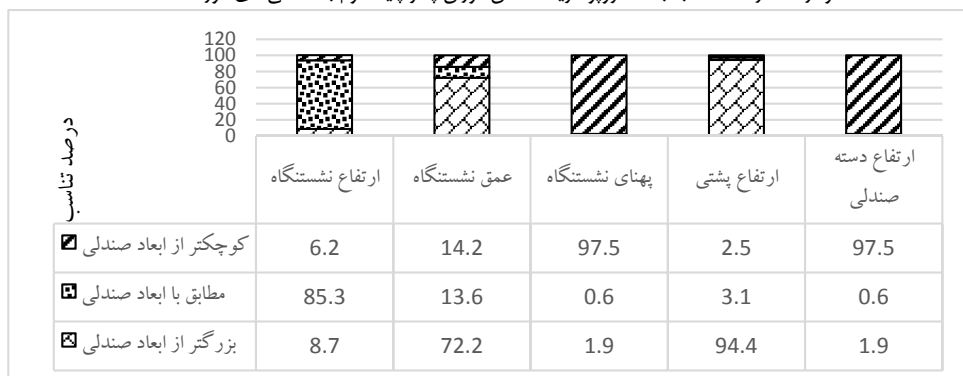 120
100
80
60
40
20
0
درصد تناسب
ارتفاع نشستنگاه	عمق نشستنگاه	پهنای نشستنگاه	ارتفاع پشتی	ارتفاع دسته صندلی
کوچکتر از ابعاد صندلی	6.2	14.2	97.5	2.5	97.5
مطابق با ابعاد صندلی	85.3	13.6	0.6	3.1	0.6
بزرگتر از ابعاد صندلی	8.7	72.2	1.9	94.4	1.9